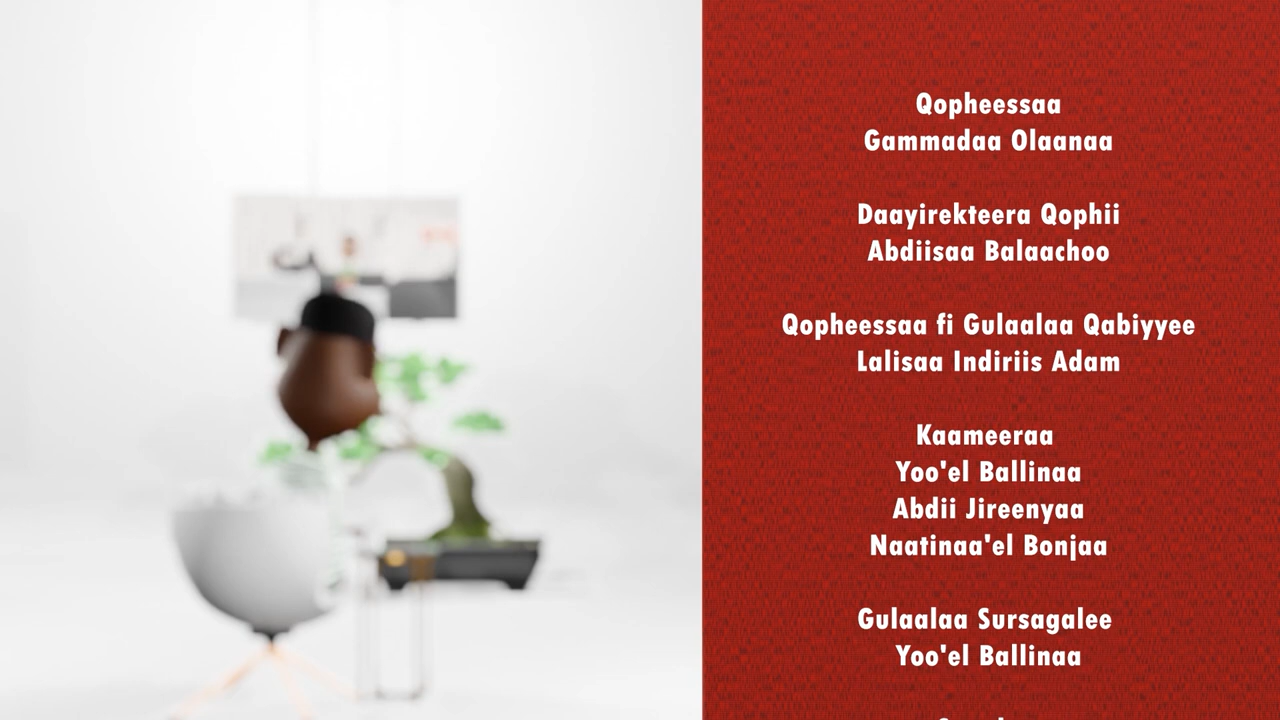 Qopheessaa
Gammadaa Olaanaa
Daayirekteera Qophii
Abdiisaa Balaachoo
Qopheessaa fi Gulaalaa Qabiyyee
Lalisaa Indiriis Adam
Kaameeraa
Yoo'el Ballinaa
Abdii Jireenyaa
Naatinaa'el Bonjaa
Gulaalaa Sursagalee
Yoo'el Ballinaa